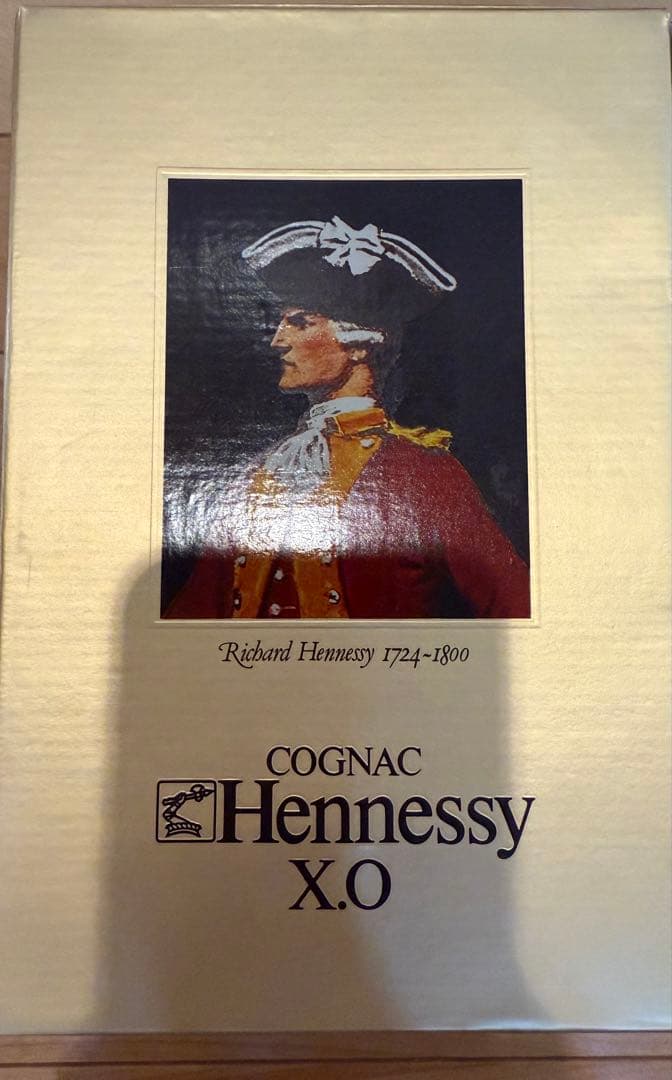 Richard Hennessy 1724~1800
COGNAC
Hennessy
X.O